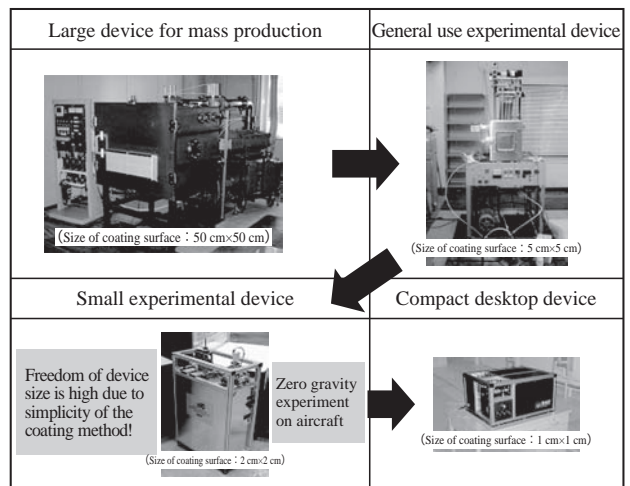 Large device for mass production
General use experimental device
(Size of coating surface：50 cm×50 cm)
(Size of coating surface：5 cm×5 cm)
Small experimental device
Compact desktop device
Freedom of device
size is high due to
simplicity of the
coating method!
Zero gravity
experiment
on aircraft
(Size of coating surface：2 cm×2 cm)
(Size of coating surface：1 cm×1 cm)